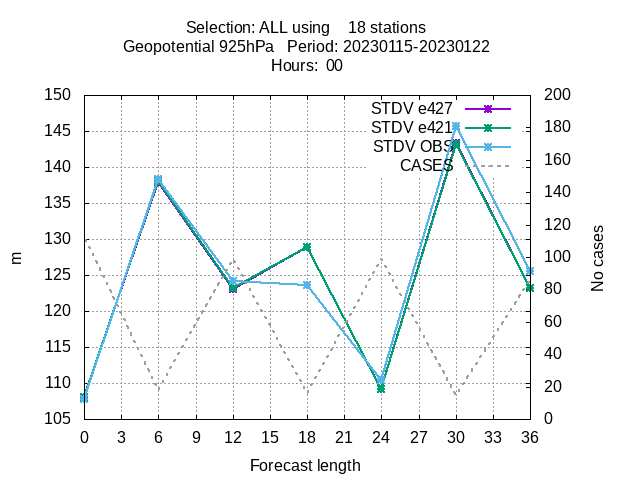 Selection: ALL using 18 stations
Geopotential 925hPa Period: 20230115-20230122
Hours: 00
150
145
140
135
130
125
120
115
110
105
m
STDV e427
STDV e421
STDV OBS
CASES
200
180
160
140
120
100
80
60
40
20
0
No cases
0 3 6 9 12 15 18 21 24 27 30 33 36
Forecast length